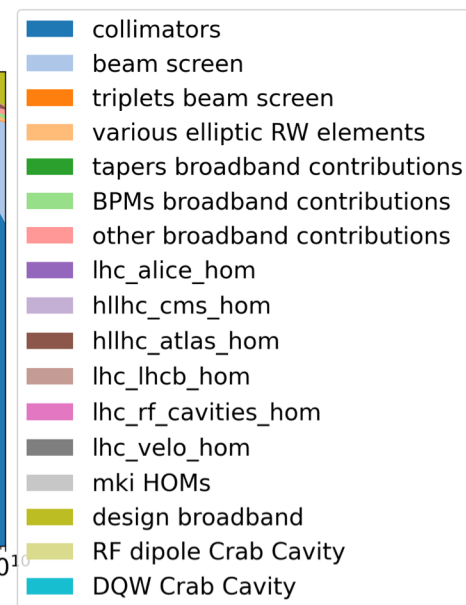 collimators
beam screen
triplets beam screen
various elliptic RW elements
tapers broadband contributions
BPMs broadband contributions
other broadband contributions
lhc_alice_hom
hllhc_cms_hom
hllhc_atlas_hom
lhc_lhcb_hom
lhc_rf_cavities_hom
lhc_velo_hom
mki HOMs
design broadband
RF dipole Crab Cavity
DQW Crab Cavity